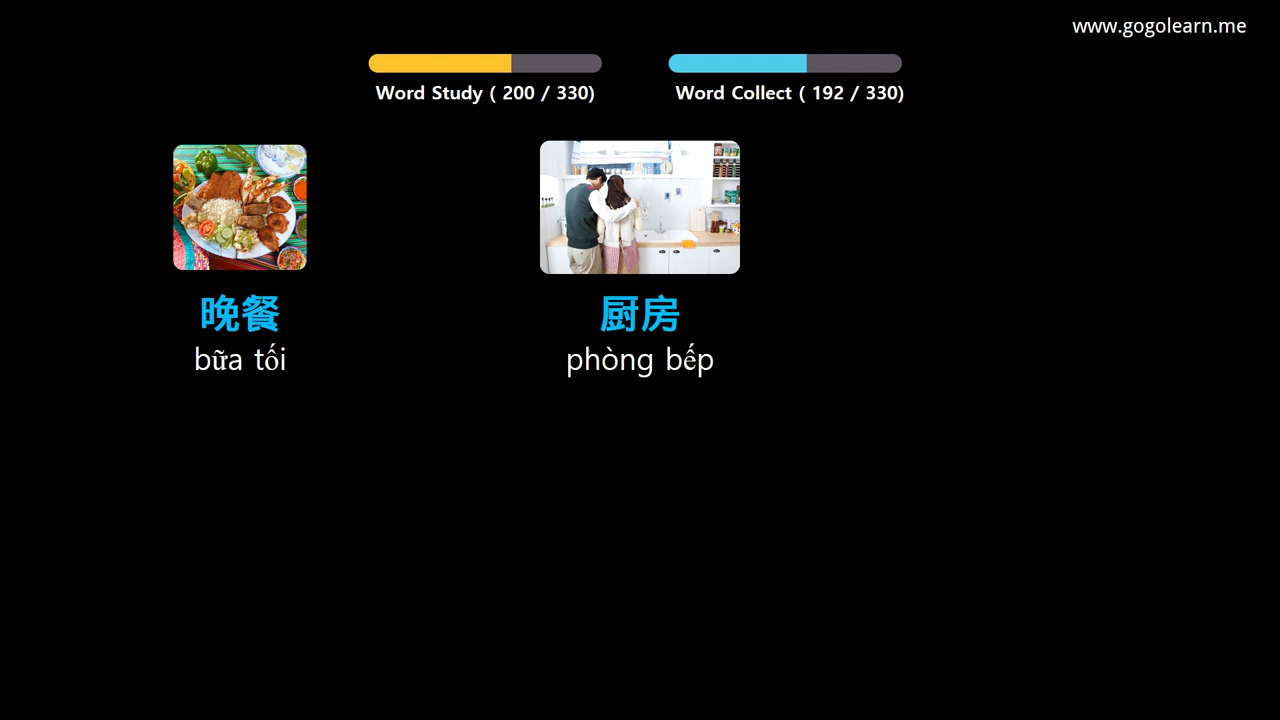 www.gogolearn.me
Word Study ( 200 / 330)
Word Collect ( 192 / 330)
晚餐
bữa tối
厨房
phòng bếp